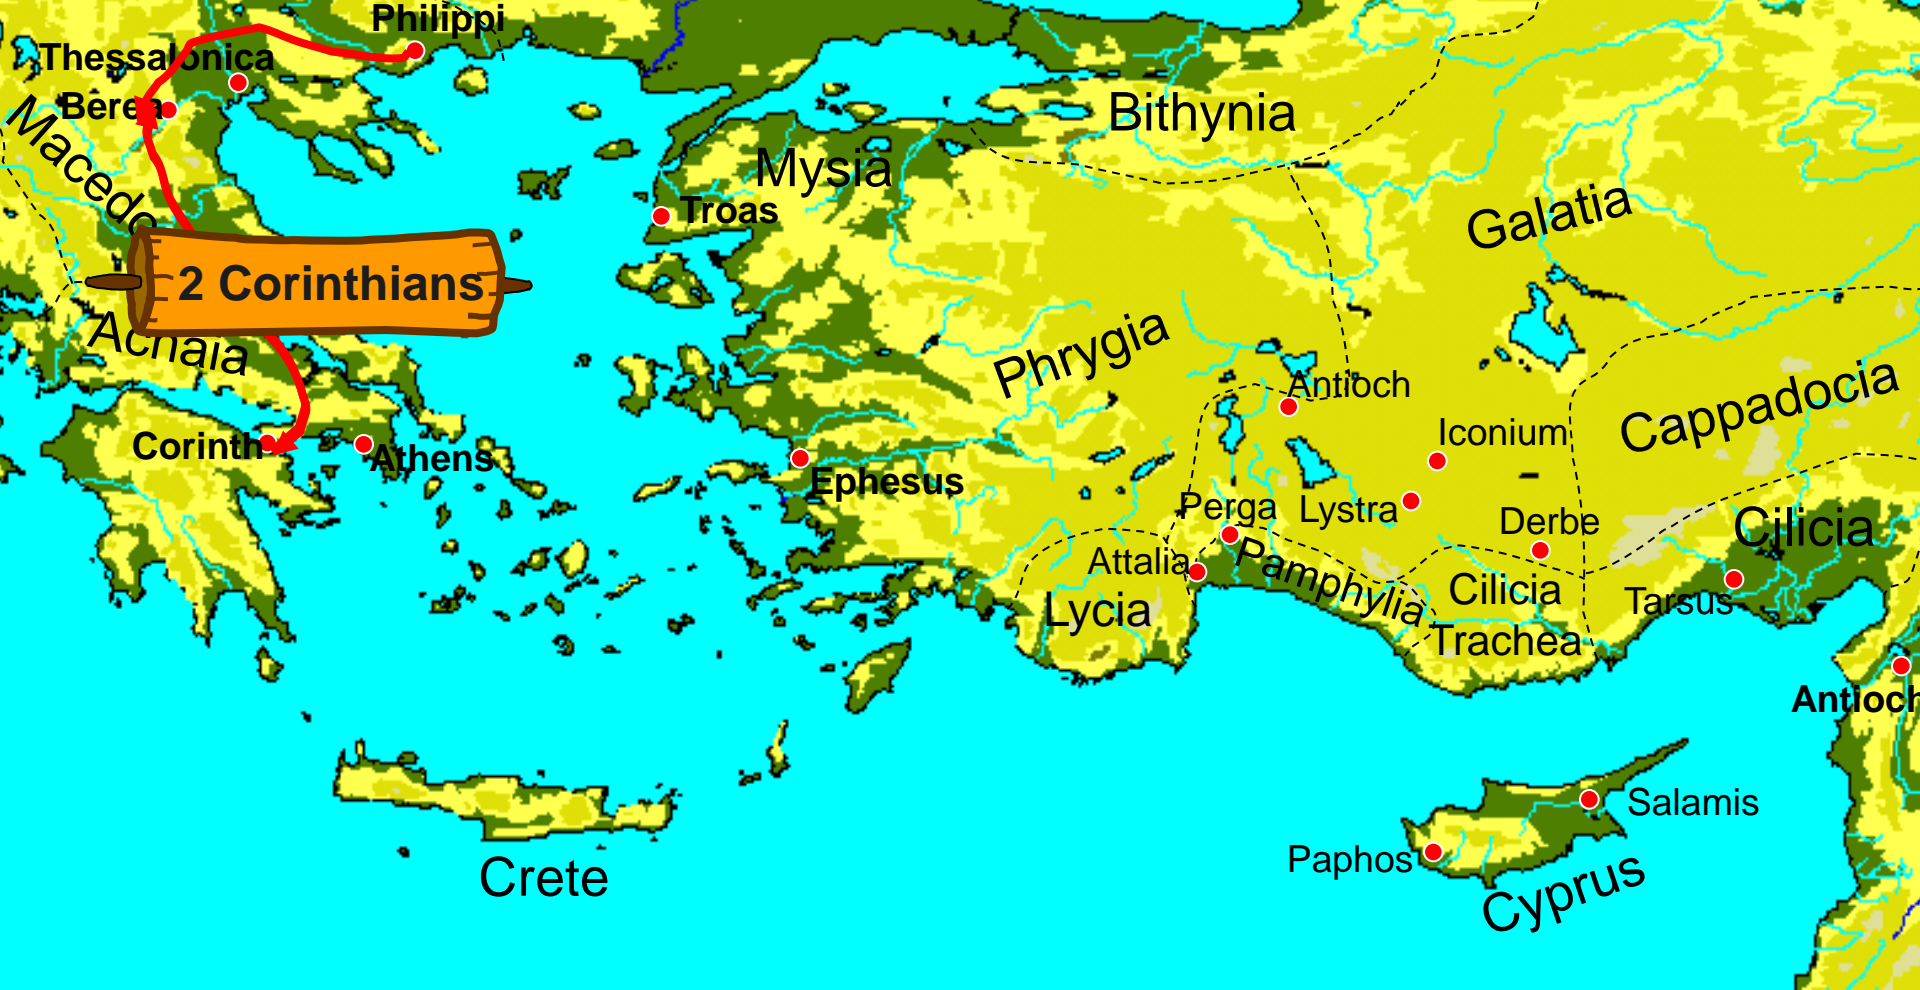 Philippi
Thessalonica
Berea
Macedo
Bithynia
Mysia
Troas
Galatia
2 Corinthians
Achaia
Phrygia
Antioch
Cappadocia
Iconium
Corinth
Athens
Ephesus
Perga
Lystra
Derbe
Cilicia
Attalia
Pamphylia
Lycia
Cilicia
Trachea
Tarsus
Antioch
Salamis
Paphos
Crete
Cyprus